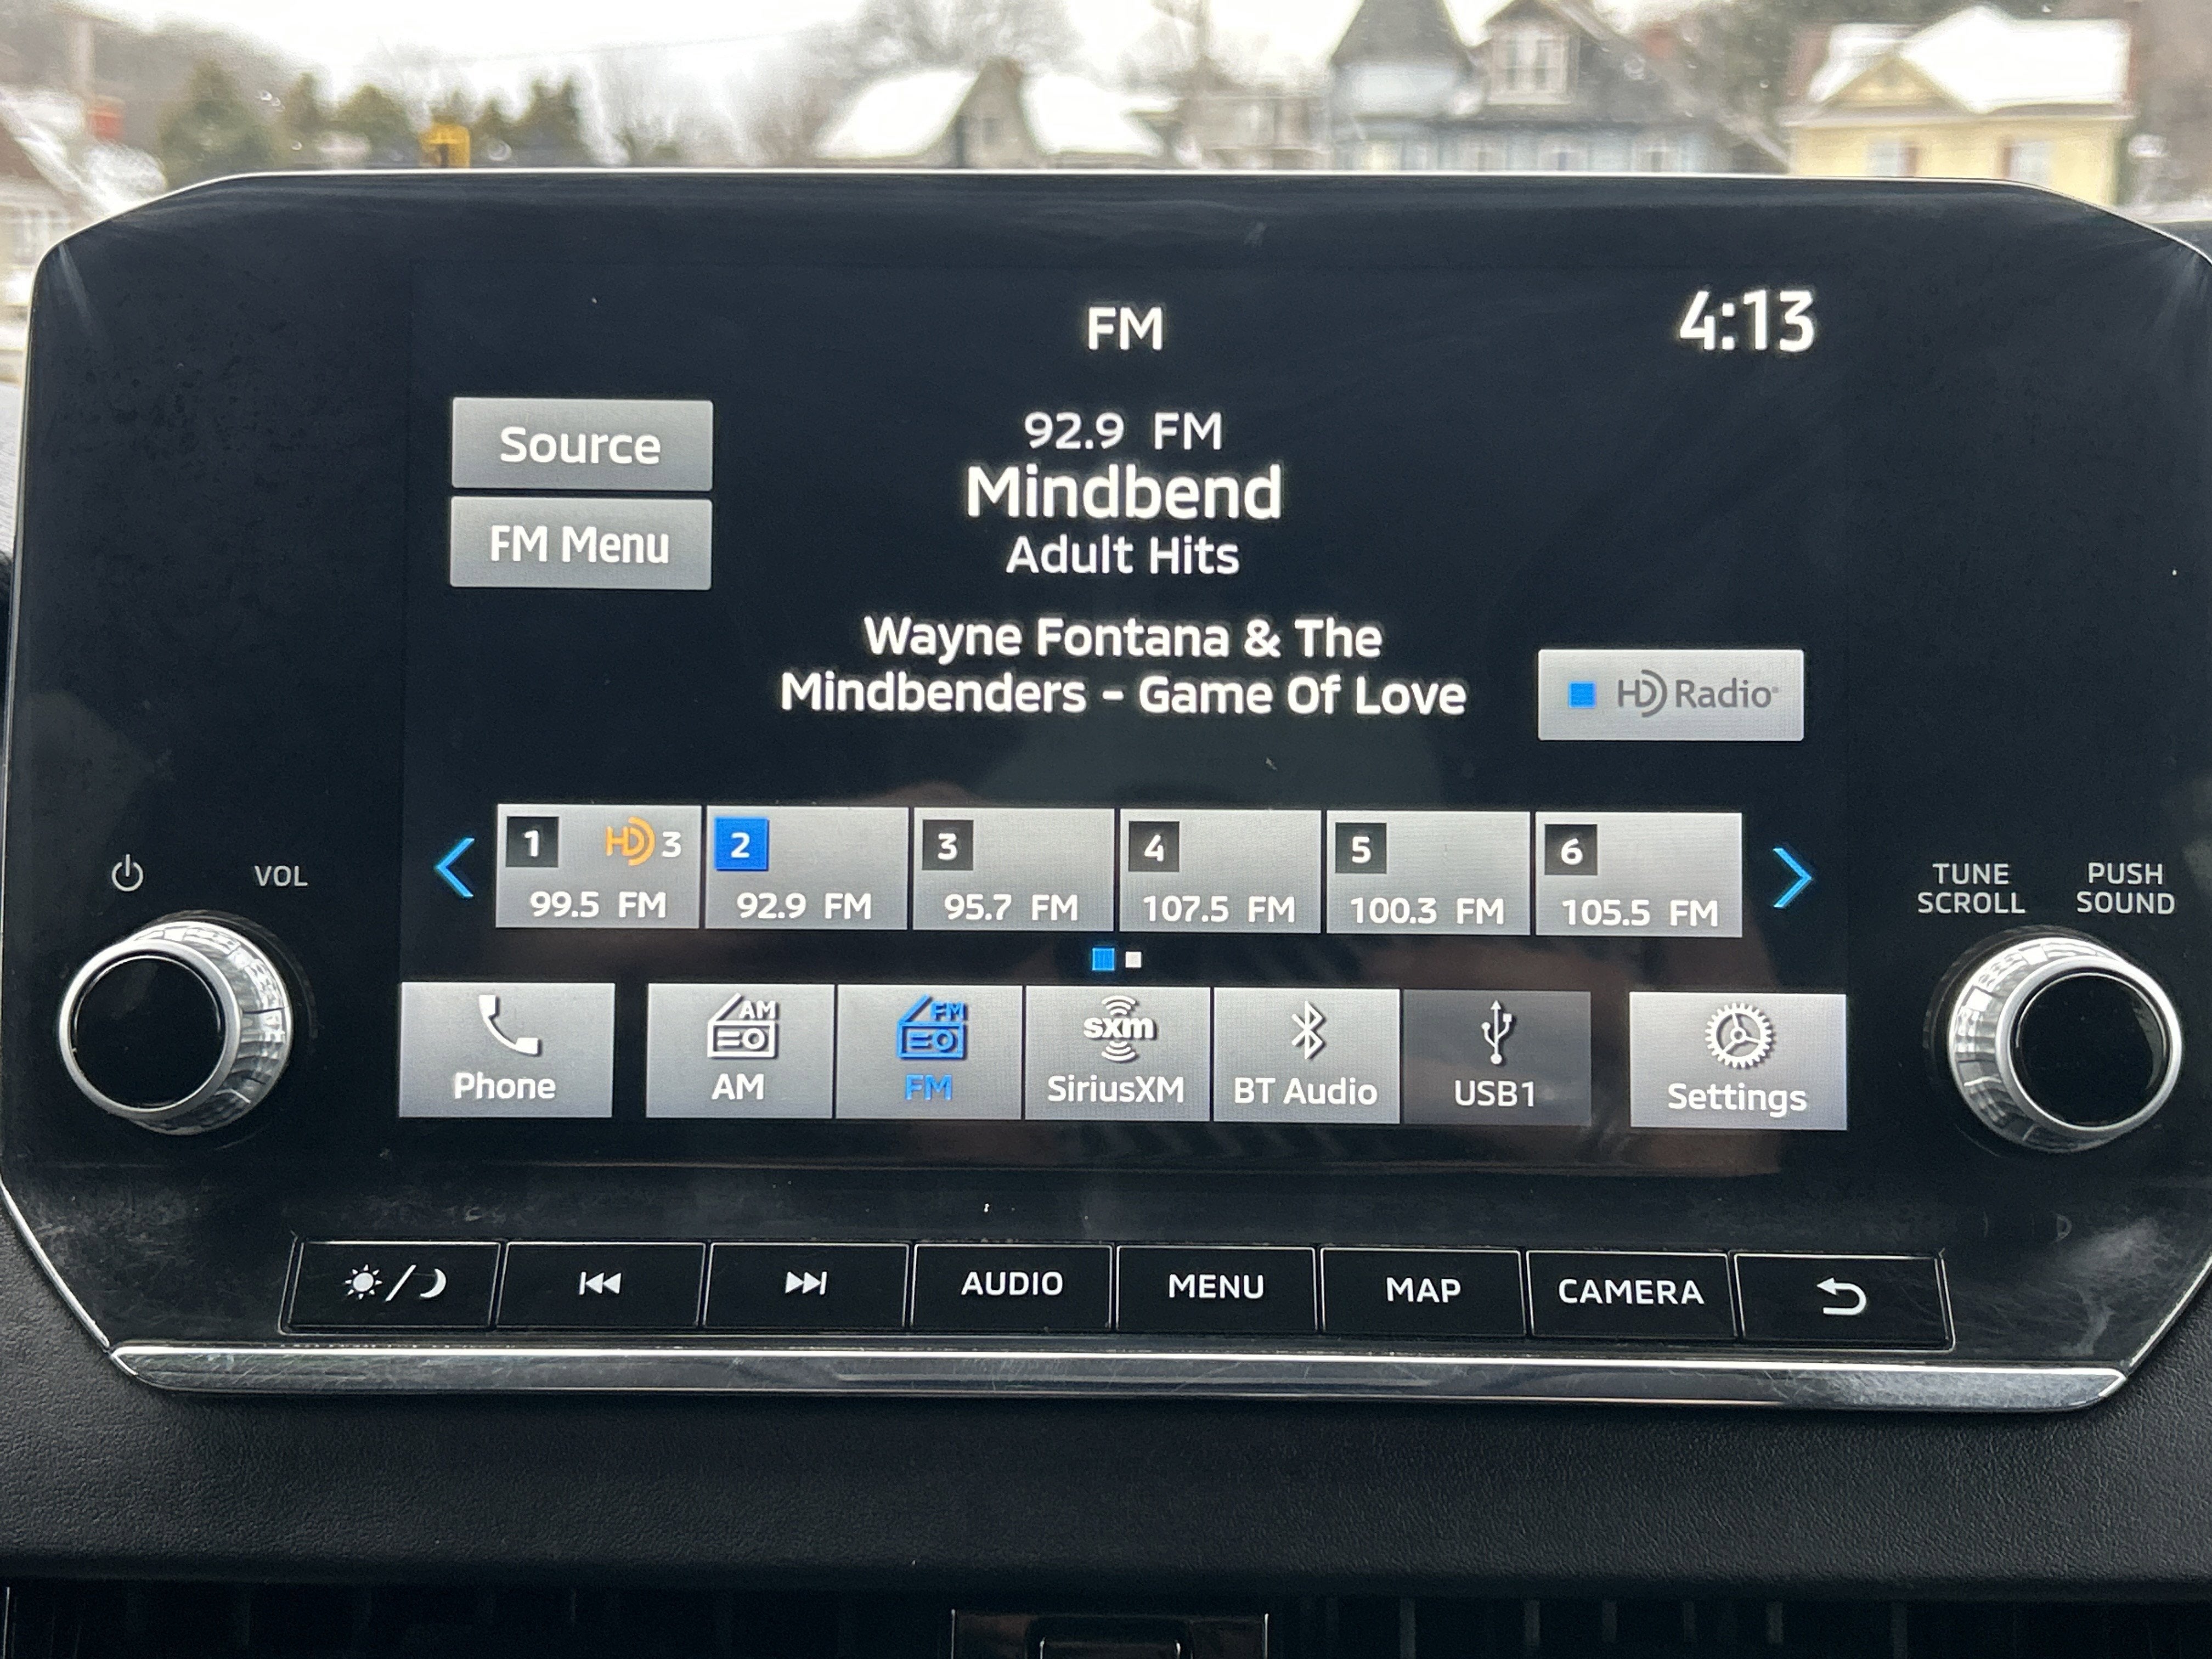 FM
4:13
Source
FM Menu
92.9 FM
Mindbend
Adult Hits
Wayne Fontana & The
Mindbenders - Game Of Love
HD Radio
1 HD 3
99.5 FM
2
92.9 FM
3
95.7 FM
4
107.5 FM
5
100.3 FM
6
105.5 FM
VOL
TUNE
SCROLL
PUSH
SOUND
Phone
AM
AM
FM
FM
sxm
SiriusXM
BT Audio
USB1
Settings
AUDIO
MENU
MAP
CAMERA